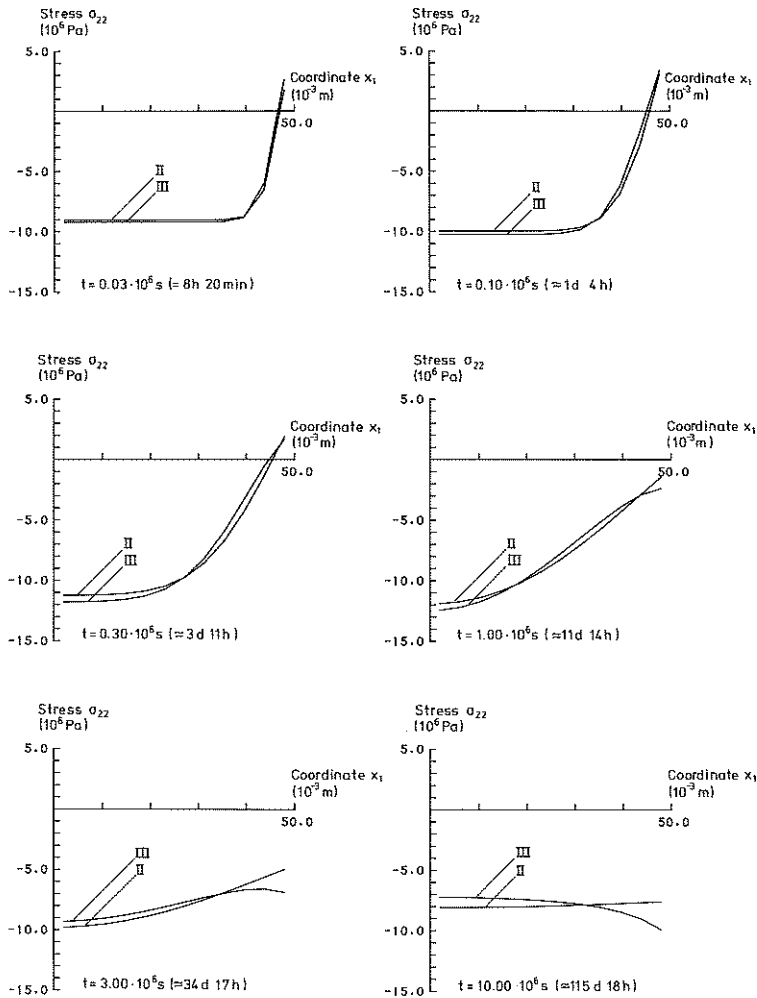 Stress σ₂₂
(10⁶ Pa)
5.0
Coordinate x₁
(10⁻³ m)
50.0
-5.0
II
III
-10.0
-15.0
t = 0.03·10⁶ s (= 8h 20min)
Stress σ₂₂
(10⁶ Pa)
5.0
Coordinate x₁
(10⁻³ m)
50.0
-5.0
II
III
-10.0
-15.0
t = 0.10·10⁶ s (≈1d 4h)
Stress σ₂₂
(10⁶ Pa)
5.0
Coordinate x₁
(10⁻³ m)
50.0
-5.0
II
III
-10.0
-15.0
t = 0.30·10⁶ s (≈3d 11h)
Stress σ₂₂
(10⁶ Pa)
5.0
Coordinate x₁
(10⁻³ m)
50.0
-5.0
II
III
-10.0
-15.0
t = 1.00·10⁶ s (≈11d 14h)
Stress σ₂₂
(10⁶ Pa)
5.0
Coordinate x₁
(10⁻³ m)
50.0
-5.0
III
II
-10.0
-15.0
t = 3.00·10⁶ s (≈34d 17h)
Stress σ₂₂
(10⁶ Pa)
5.0
Coordinate x₁
(10⁻³ m)
50.0
-5.0
III
II
-10.0
-15.0
t = 10.00·10⁶ s (≈115d 18h)